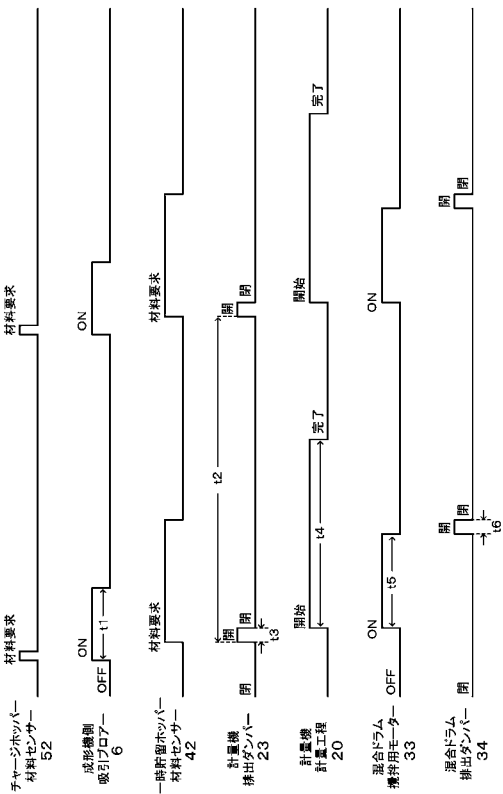 チャージホッパー
材料センサー
52
材料要求
材料要求
成形機側
吸引ブロアー
6
OFF
ON
t1
ON
一時貯留ホッパー
材料センサー
42
材料要求
材料要求
計量機
排出ダンパー
23
閉
開
閉
t3
t2
開
閉
計量機
計量工程
20
開始
t4
完了
開始
完了
混合ドラム
攪拌用モーター
33
OFF
ON
t5
ON
混合ドラム
排出ダンパー
34
閉
開
閉
t6
開
閉